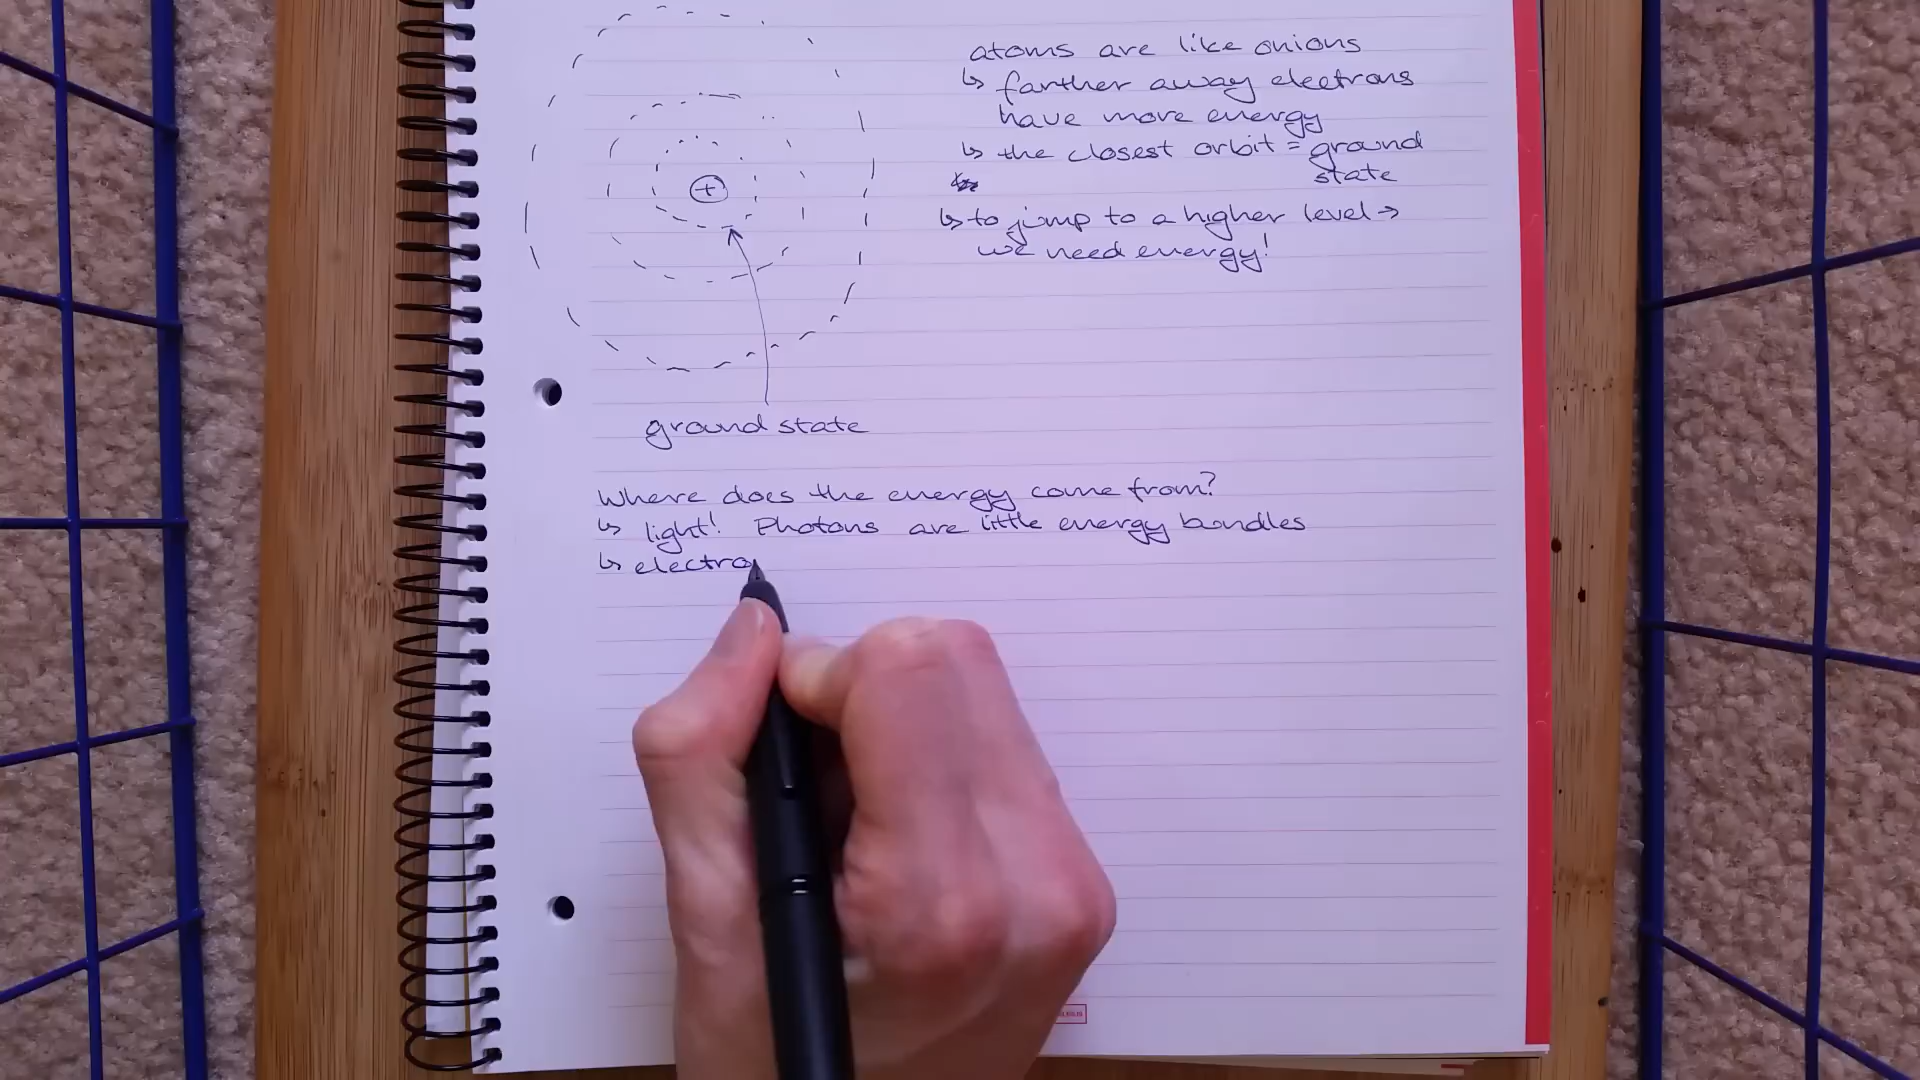 atoms are like onions
↳ farther away electrons
have more energy
↳ the closest orbit = ground
state
↳ to jump to a higher level →
we need energy!
+
ground state
Where does the energy come from?
↳ light! Photons are little energy bundles
↳ electro